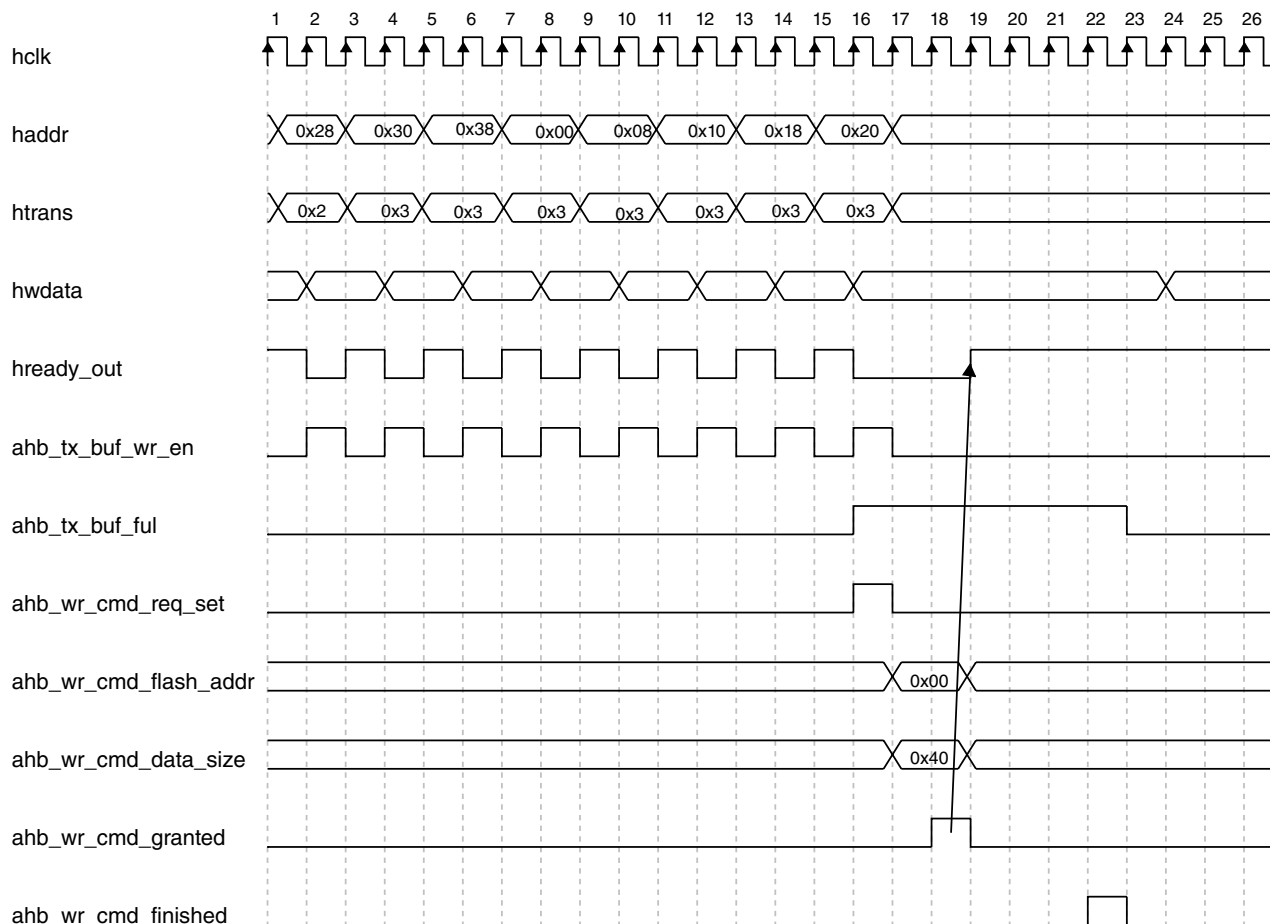 1 2 3 4 5 6 7 8 9 10 11 12 13 14 15 16 17 18 19 20 21 22 23 24 25 26
hclk
haddr 0x28 0x30 0x38 0x00 0x08 0x10 0x18 0x20
htrans 0x2 0x3 0x3 0x3 0x3 0x3 0x3 0x3
hwdata
hready_out
ahb_tx_buf_wr_en
ahb_tx_buf_ful
ahb_wr_cmd_req_set
ahb_wr_cmd_flash_addr 0x00
ahb_wr_cmd_data_size 0x40
ahb_wr_cmd_granted
ahb_wr_cmd_finished